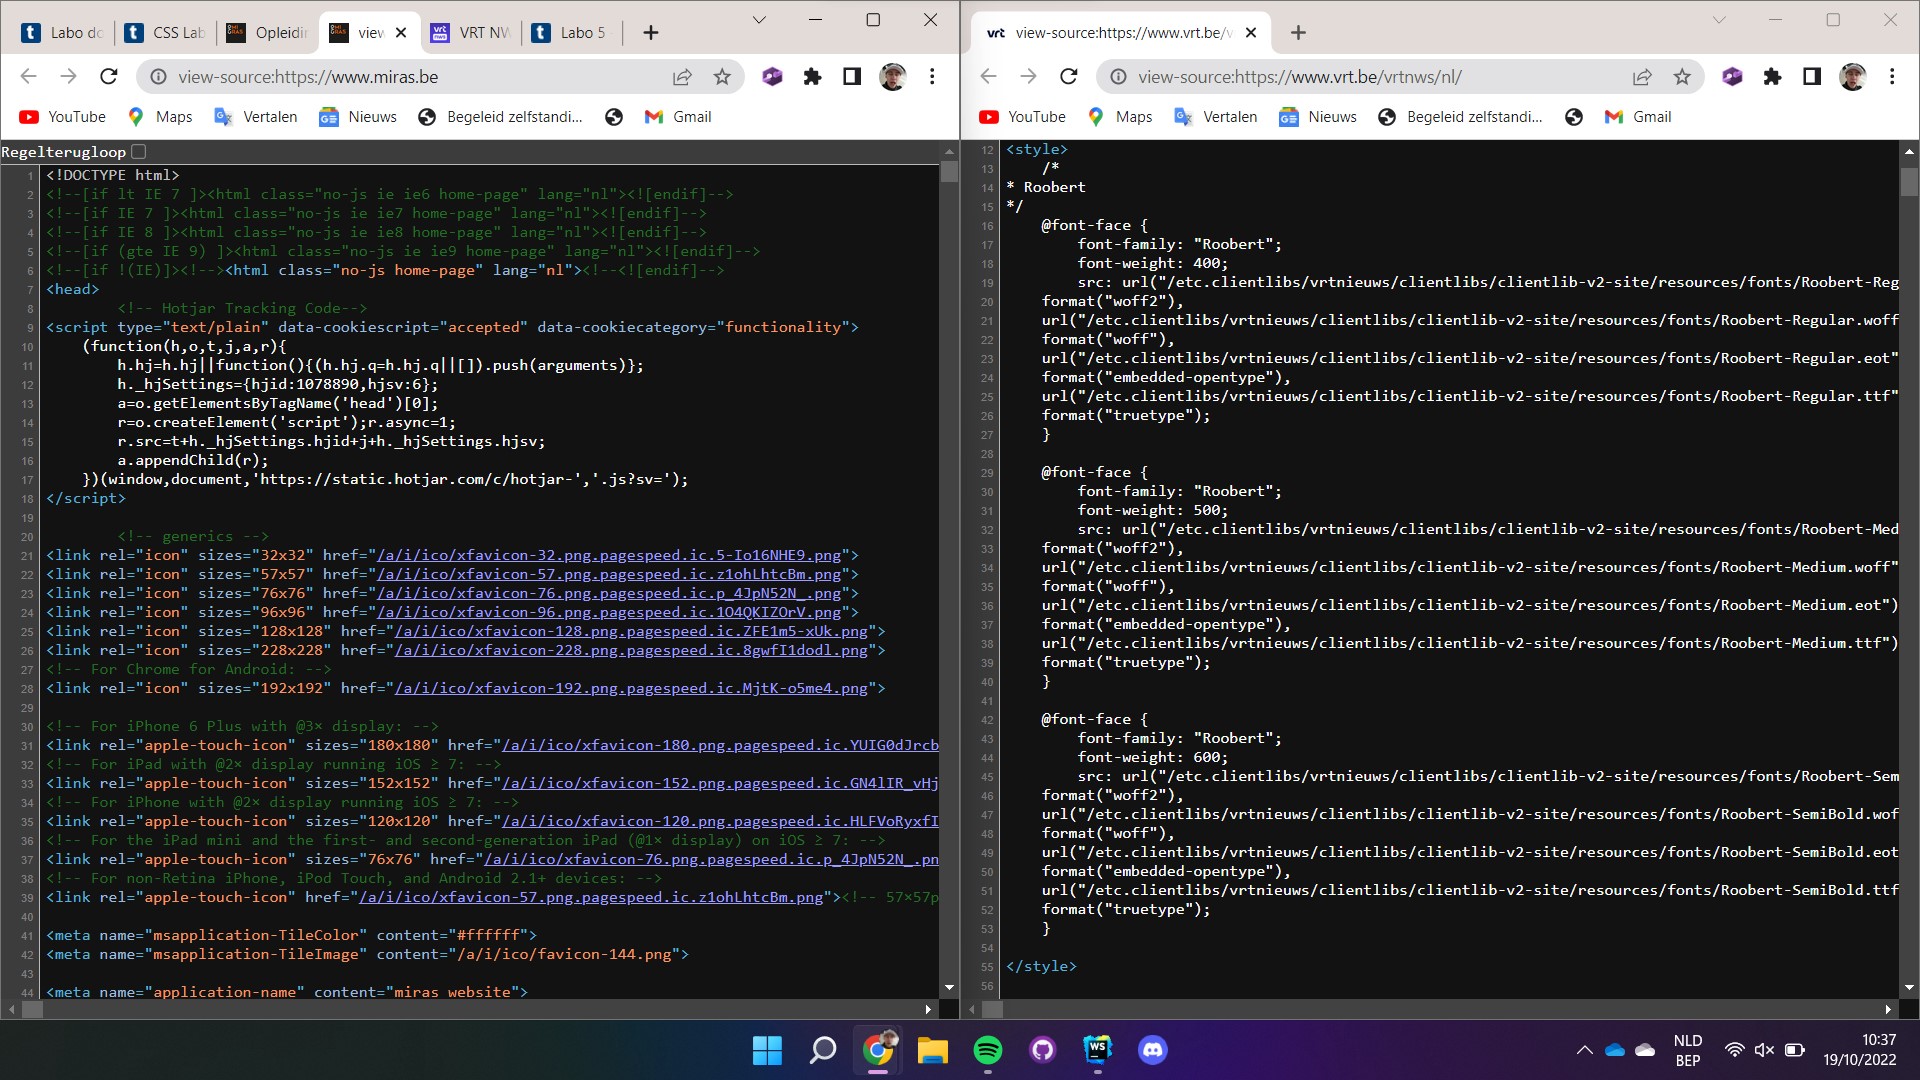 Labo do
CSS Lab
Opleidi
view
VRT NW
Labo 5
view-source:https://www.miras.be
YouTube
Maps
Vertalen
Nieuws
Begeleid zelfstandi...
Gmail
Regelterugloop
1 <!DOCTYPE html>
2 <!--[if lt IE 7 ]><html class="no-js ie ie6 home-page" lang="nl"><![endif]-->
3 <!--[if IE 7 ]><html class="no-js ie ie7 home-page" lang="nl"><![endif]-->
4 <!--[if IE 8 ]><html class="no-js ie ie8 home-page" lang="nl"><![endif]-->
5 <!--[if (gte IE 9) ]><html class="no-js ie ie9 home-page" lang="nl"><![endif]-->
6 <!--[if !(IE)]><!--><html class="no-js home-page" lang="nl"><!--<![endif]-->
7 <head>
8 <!-- Hotjar Tracking Code-->
9 <script type="text/plain" data-cookiescript="accepted" data-cookiecategory="functionality">
10 (function(h,o,t,j,a,r){
11 h.hj=h.hj||function(){(h.hj.q=h.hj.q||[]).push(arguments)};
12 h._hjSettings={hjid:1078890,hjsv:6};
13 a=o.getElementsByTagName('head')[0];
14 r=o.createElement('script');r.async=1;
15 r.src=t+h._hjSettings.hjid+j+h._hjSettings.hjsv;
16 a.appendChild(r);
17 })(window,document,'https://static.hotjar.com/c/hotjar-','.js?sv=');
18 </script>
19
20 <!-- generics -->
21 <link rel="icon" sizes="32x32" href="/a/i/ico/xfavicon-32.png.pagespeed.ic.5-Io16NHE9.png">
22 <link rel="icon" sizes="57x57" href="/a/i/ico/xfavicon-57.png.pagespeed.ic.z1ohLhtcBm.png">
23 <link rel="icon" sizes="76x76" href="/a/i/ico/xfavicon-76.png.pagespeed.ic.p_4JpN52N_.png">
24 <link rel="icon" sizes="96x96" href="/a/i/ico/xfavicon-96.png.pagespeed.ic.1O4QKIZOrV.png">
25 <link rel="icon" sizes="128x128" href="/a/i/ico/xfavicon-128.png.pagespeed.ic.ZFE1m5-xUk.png">
26 <link rel="icon" sizes="228x228" href="/a/i/ico/xfavicon-228.png.pagespeed.ic.8gwfI1dodl.png">
27 <!-- For Chrome for Android: -->
28 <link rel="icon" sizes="192x192" href="/a/i/ico/xfavicon-192.png.pagespeed.ic.MjtK-o5me4.png">
29
30 <!-- For iPhone 6 Plus with @3× display: -->
31 <link rel="apple-touch-icon" sizes="180x180" href="/a/i/ico/xfavicon-180.png.pagespeed.ic.YUIG0dJrcb
32 <!-- For iPad with @2× display running iOS ≥ 7: -->
33 <link rel="apple-touch-icon" sizes="152x152" href="/a/i/ico/xfavicon-152.png.pagespeed.ic.GN4lIR_vHj
34 <!-- For iPhone with @2× display running iOS ≥ 7: -->
35 <link rel="apple-touch-icon" sizes="120x120" href="/a/i/ico/xfavicon-120.png.pagespeed.ic.HLFVoRyxfI
36 <!-- For the iPad mini and the first- and second-generation iPad (@1× display) on iOS ≥ 7: -->
37 <link rel="apple-touch-icon" sizes="76x76" href="/a/i/ico/xfavicon-76.png.pagespeed.ic.p_4JpN52N_.pn
38 <!-- For non-Retina iPhone, iPod Touch, and Android 2.1+ devices: -->
39 <link rel="apple-touch-icon" href="/a/i/ico/xfavicon-57.png.pagespeed.ic.z1ohLhtcBm.png"><!-- 57×57p
40
41 <meta name="msapplication-TileColor" content="#ffffff">
42 <meta name="msapplication-TileImage" content="/a/i/ico/favicon-144.png">
43
44 <meta name="application-name" content="miras website">
vrt view-source:https://www.vrt.be/v
view-source:https://www.vrt.be/vrtnws/nl/
YouTube
Maps
Vertalen
Nieuws
Begeleid zelfstandi...
Gmail
12 <style>
13 /*
14 * Roobert
15 */
16 @font-face {
17 font-family: "Roobert";
18 font-weight: 400;
19 src: url("/etc.clientlibs/vrtnieuws/clientlibs/clientlib-v2-site/resources/fonts/Roobert-Reg
20 format("woff2"),
21 url("/etc.clientlibs/vrtnieuws/clientlibs/clientlib-v2-site/resources/fonts/Roobert-Regular.woff
22 format("woff"),
23 url("/etc.clientlibs/vrtnieuws/clientlibs/clientlib-v2-site/resources/fonts/Roobert-Regular.eot"
24 format("embedded-opentype"),
25 url("/etc.clientlibs/vrtnieuws/clientlibs/clientlib-v2-site/resources/fonts/Roobert-Regular.ttf"
26 format("truetype");
27 }
28
29 @font-face {
30 font-family: "Roobert";
31 font-weight: 500;
32 src: url("/etc.clientlibs/vrtnieuws/clientlibs/clientlib-v2-site/resources/fonts/Roobert-Med
33 format("woff2"),
34 url("/etc.clientlibs/vrtnieuws/clientlibs/clientlib-v2-site/resources/fonts/Roobert-Medium.woff"
35 format("woff"),
36 url("/etc.clientlibs/vrtnieuws/clientlibs/clientlib-v2-site/resources/fonts/Roobert-Medium.eot")
37 format("embedded-opentype"),
38 url("/etc.clientlibs/vrtnieuws/clientlibs/clientlib-v2-site/resources/fonts/Roobert-Medium.ttf")
39 format("truetype");
40 }
41
42 @font-face {
43 font-family: "Roobert";
44 font-weight: 600;
45 src: url("/etc.clientlibs/vrtnieuws/clientlibs/clientlib-v2-site/resources/fonts/Roobert-Sem
46 format("woff2"),
47 url("/etc.clientlibs/vrtnieuws/clientlibs/clientlib-v2-site/resources/fonts/Roobert-SemiBold.wof
48 format("woff"),
49 url("/etc.clientlibs/vrtnieuws/clientlibs/clientlib-v2-site/resources/fonts/Roobert-SemiBold.eot
50 format("embedded-opentype"),
51 url("/etc.clientlibs/vrtnieuws/clientlibs/clientlib-v2-site/resources/fonts/Roobert-SemiBold.ttf
52 format("truetype");
53 }
54
55 </style>
56
WS
NLD
BEP
10:37
19/10/2022